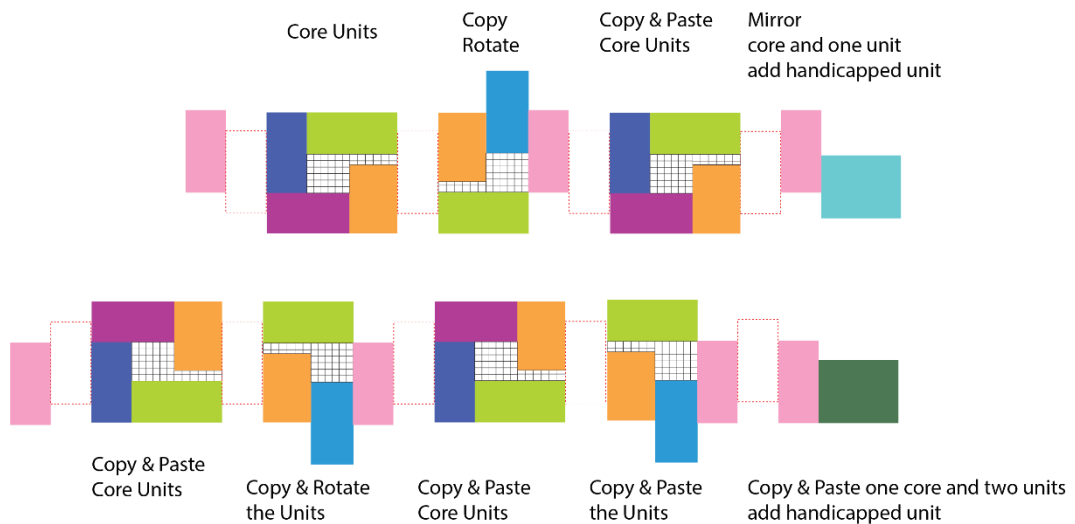 Core Units
Copy
Rotate
Copy & Paste
Core Units
Mirror
core and one unit
add handicapped unit
Copy & Paste
Core Units
Copy & Rotate
the Units
Copy & Paste
Core Units
Copy & Paste
the Units
Copy & Paste one core and two units
add handicapped unit